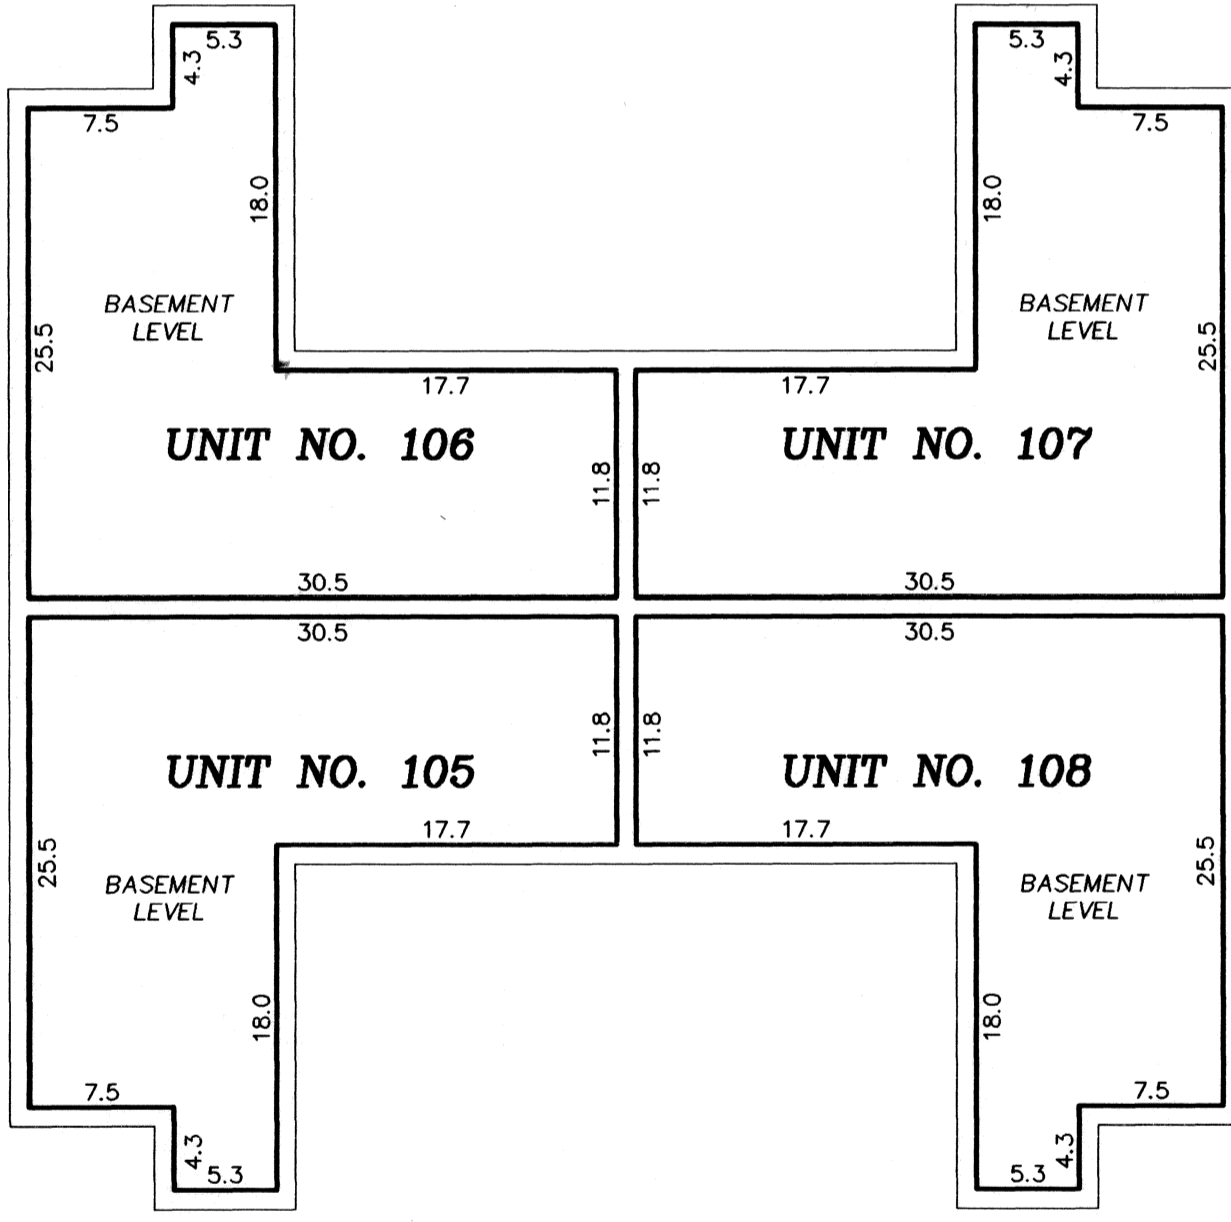 5.3
5.3
4.3
4.3
7.5
7.5
18.0
18.0
BASEMENT
LEVEL
BASEMENT
LEVEL
25.5
25.5
17.7
17.7
UNIT NO. 106
UNIT NO. 107
11.8
11.8
30.5
30.5
30.5
30.5
11.8
11.8
UNIT NO. 105
UNIT NO. 108
17.7
17.7
25.5
25.5
BASEMENT
LEVEL
BASEMENT
LEVEL
18.0
18.0
7.5
7.5
4.3
4.3
5.3
5.3